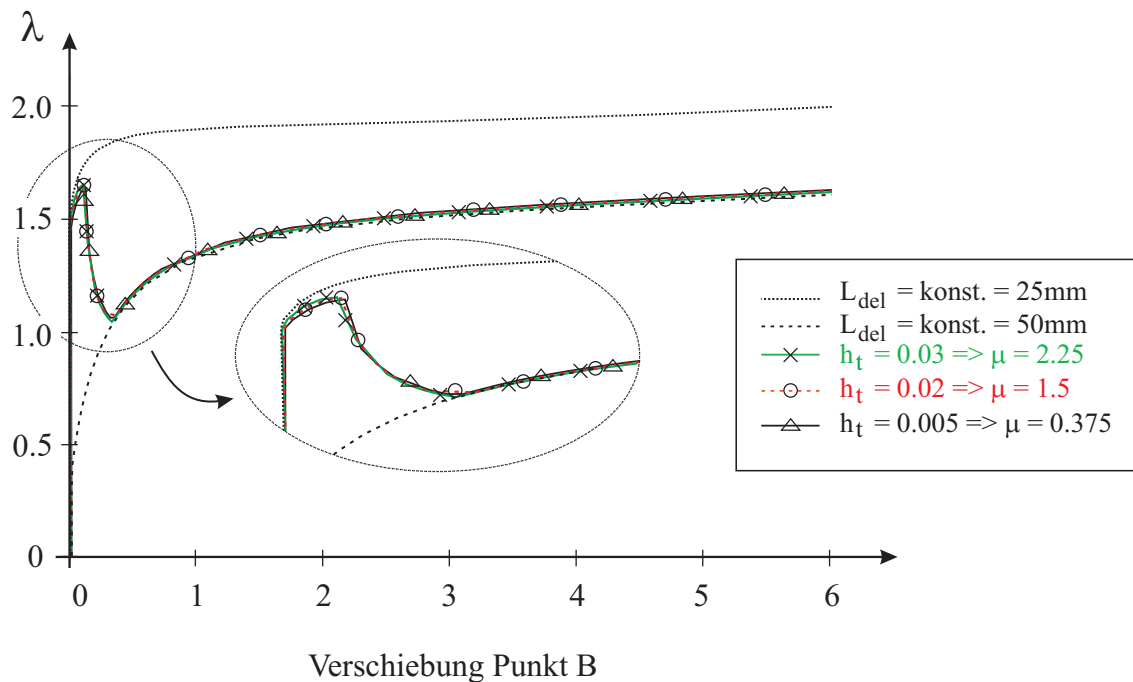 λ
2.0
1.5
1.0
0.5
0
0 1 2 3 4 5 6
Verschiebung Punkt B
L_del = konst. = 25mm
L_del = konst. = 50mm
h_t = 0.03 => μ = 2.25
h_t = 0.02 => μ = 1.5
h_t = 0.005 => μ = 0.375